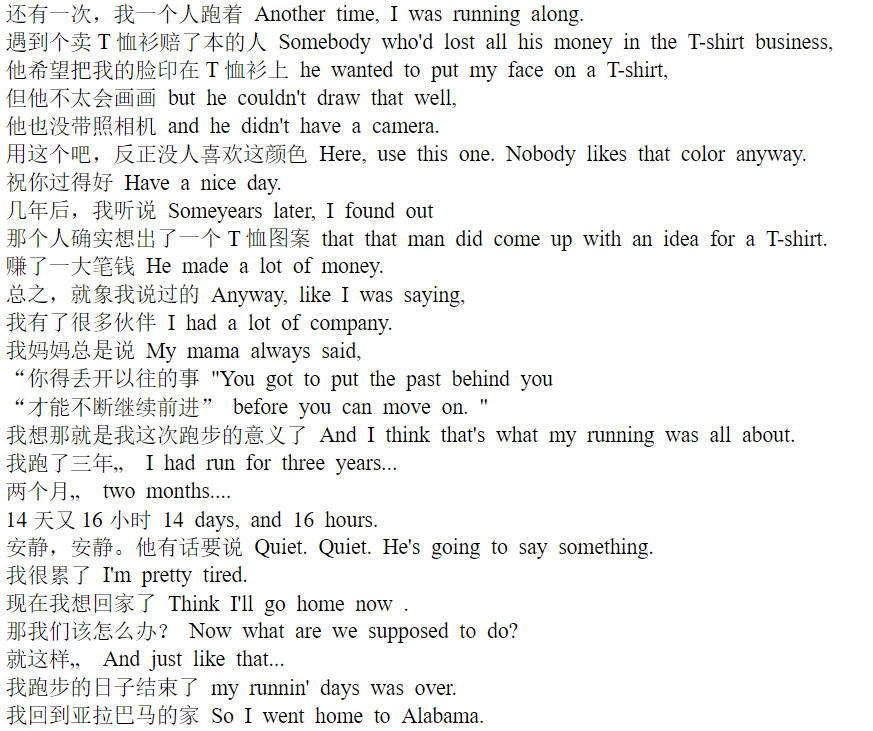 还有一次，我一个人跑着 Another time, I was running along.
遇到个卖T恤衫赔了本的人 Somebody who'd lost all his money in the T-shirt business,
他希望把我的脸印在T恤衫上 he wanted to put my face on a T-shirt,
但他不太会画画 but he couldn't draw that well,
他也没带照相机 and he didn't have a camera.
用这个吧，反正没人喜欢这颜色 Here, use this one. Nobody likes that color anyway.
祝你过得好 Have a nice day.
几年后，我听说 Someyears later, I found out
那个人确实想出了一个T恤图案 that that man did come up with an idea for a T-shirt.
赚了一大笔钱 He made a lot of money.
总之，就象我说过的 Anyway, like I was saying,
我有了很多伙伴 I had a lot of company.
我妈妈总是说 My mama always said,
“你得丢开以往的事 "You got to put the past behind you
“才能不断继续前进” before you can move on. "
我想那就是我这次跑步的意义了 And I think that's what my running was all about.
我跑了三年„ I had run for three years...
两个月„ two months....
14天又16小时 14 days, and 16 hours.
安静，安静。他有话要说 Quiet. Quiet. He's going to say something.
我很累了 I'm pretty tired.
现在我想回家了 Think I'll go home now .
那我们该怎么办？ Now what are we supposed to do?
就这样„ And just like that...
我跑步的日子结束了 my runnin' days was over.
我回到亚拉巴马的家 So I went home to Alabama.